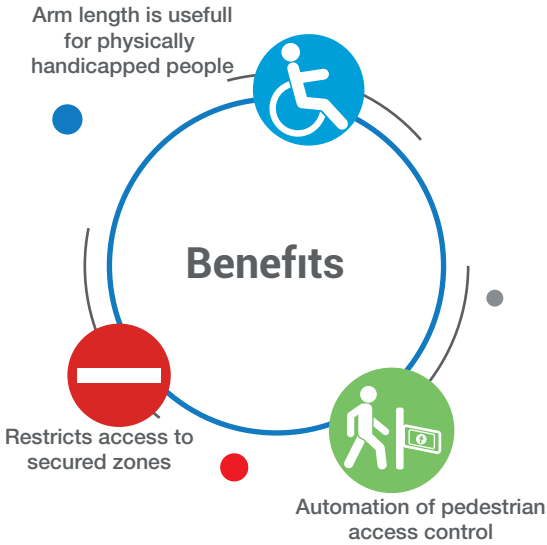 Arm length is usefull
for physically
handicapped people
Benefits
Restricts access to
secured zones
Automation of pedestrian
access control